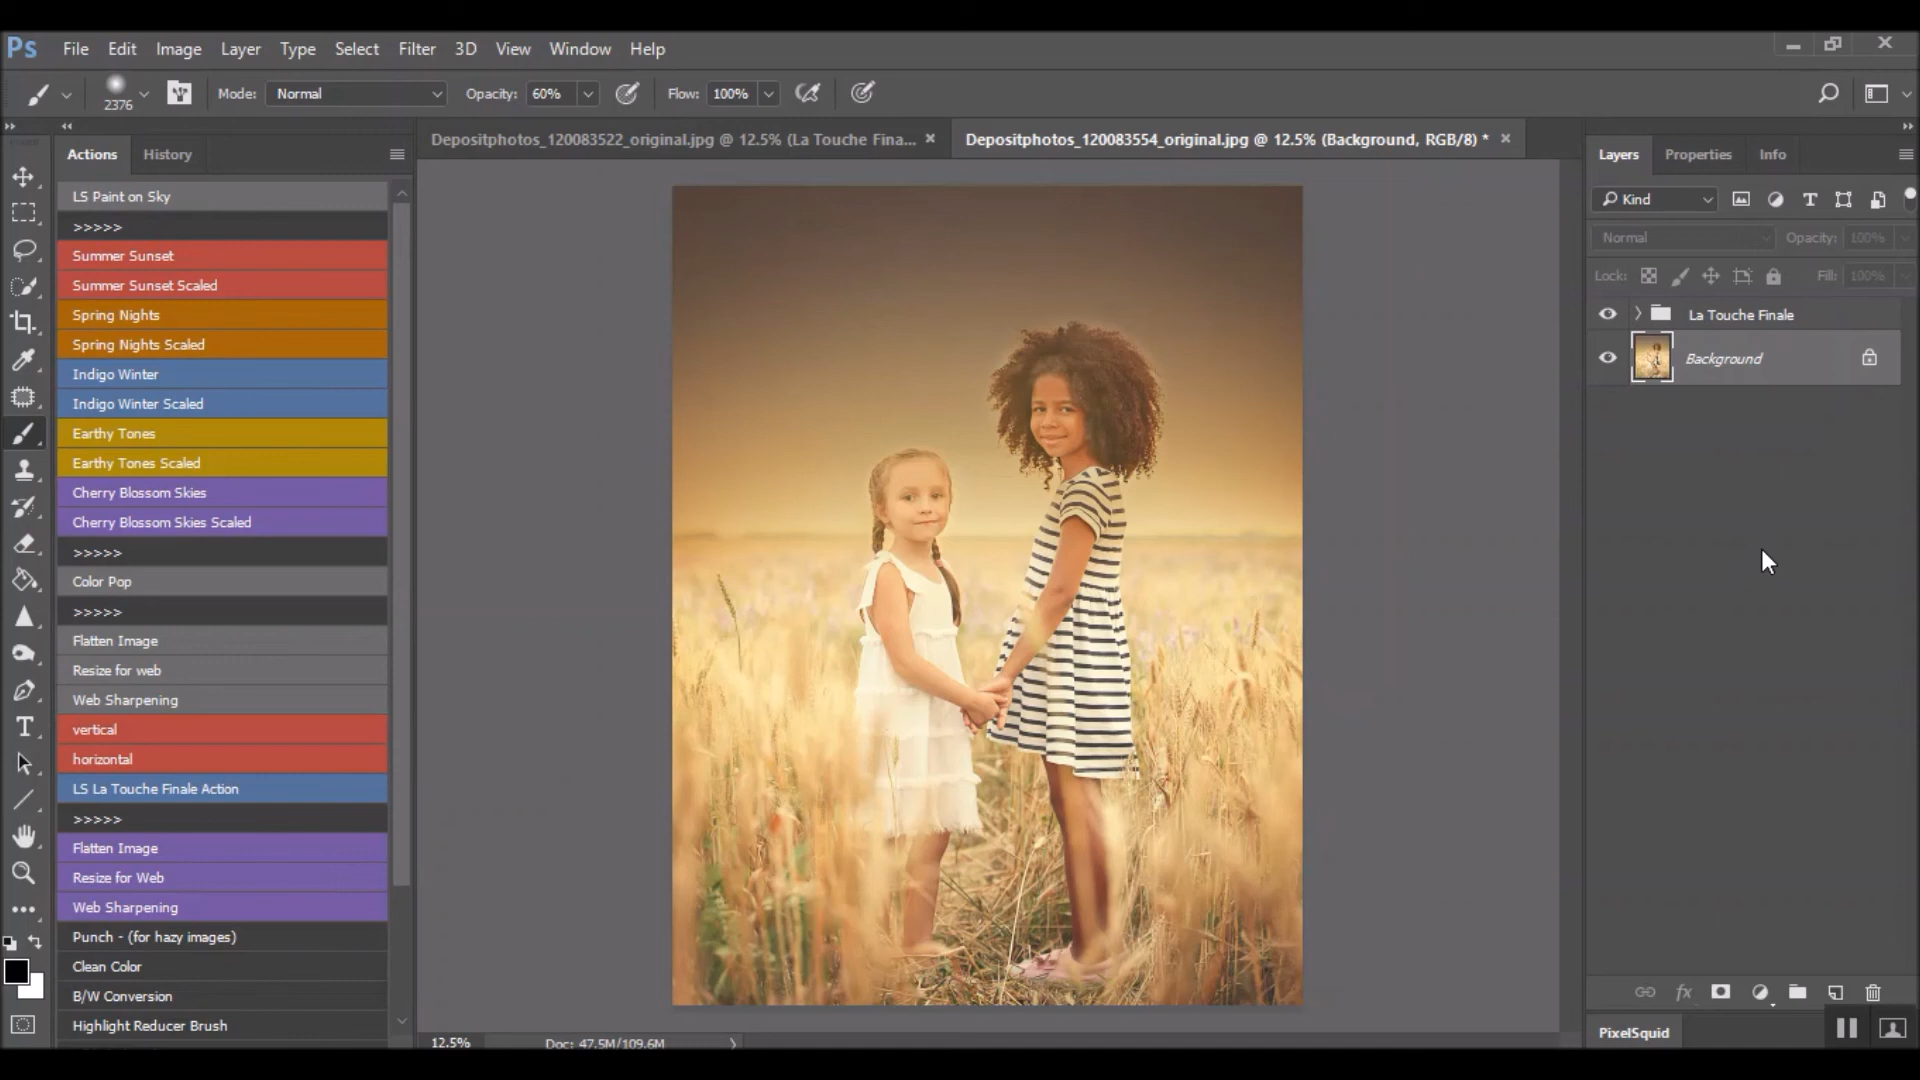 Ps File Edit Image Layer Type Select Filter 3D View Window Help
2376 Mode: Normal Opacity: 60% Flow: 100%
Depositphotos_120083522_original.jpg @ 12.5% (La Touche Fina...
Depositphotos_120083554_original.jpg @ 12.5% (Background, RGB/8) *
Actions History
LS Paint on Sky
>>>>>
Summer Sunset
Summer Sunset Scaled
Spring Nights
Spring Nights Scaled
Indigo Winter
Indigo Winter Scaled
Earthy Tones
Earthy Tones Scaled
Cherry Blossom Skies
Cherry Blossom Skies Scaled
>>>>>
Color Pop
>>>>>
Flatten Image
Resize for web
Web Sharpening
vertical
horizontal
LS La Touche Finale Action
>>>>>
Flatten Image
Resize for Web
Web Sharpening
Punch - (for hazy images)
Clean Color
B/W Conversion
Highlight Reducer Brush
12.5% Doc: 47.5M/109.6M
Layers Properties Info
Kind
Normal Opacity: 100%
Lock: Fill: 100%
La Touche Finale
Background
PixelSquid